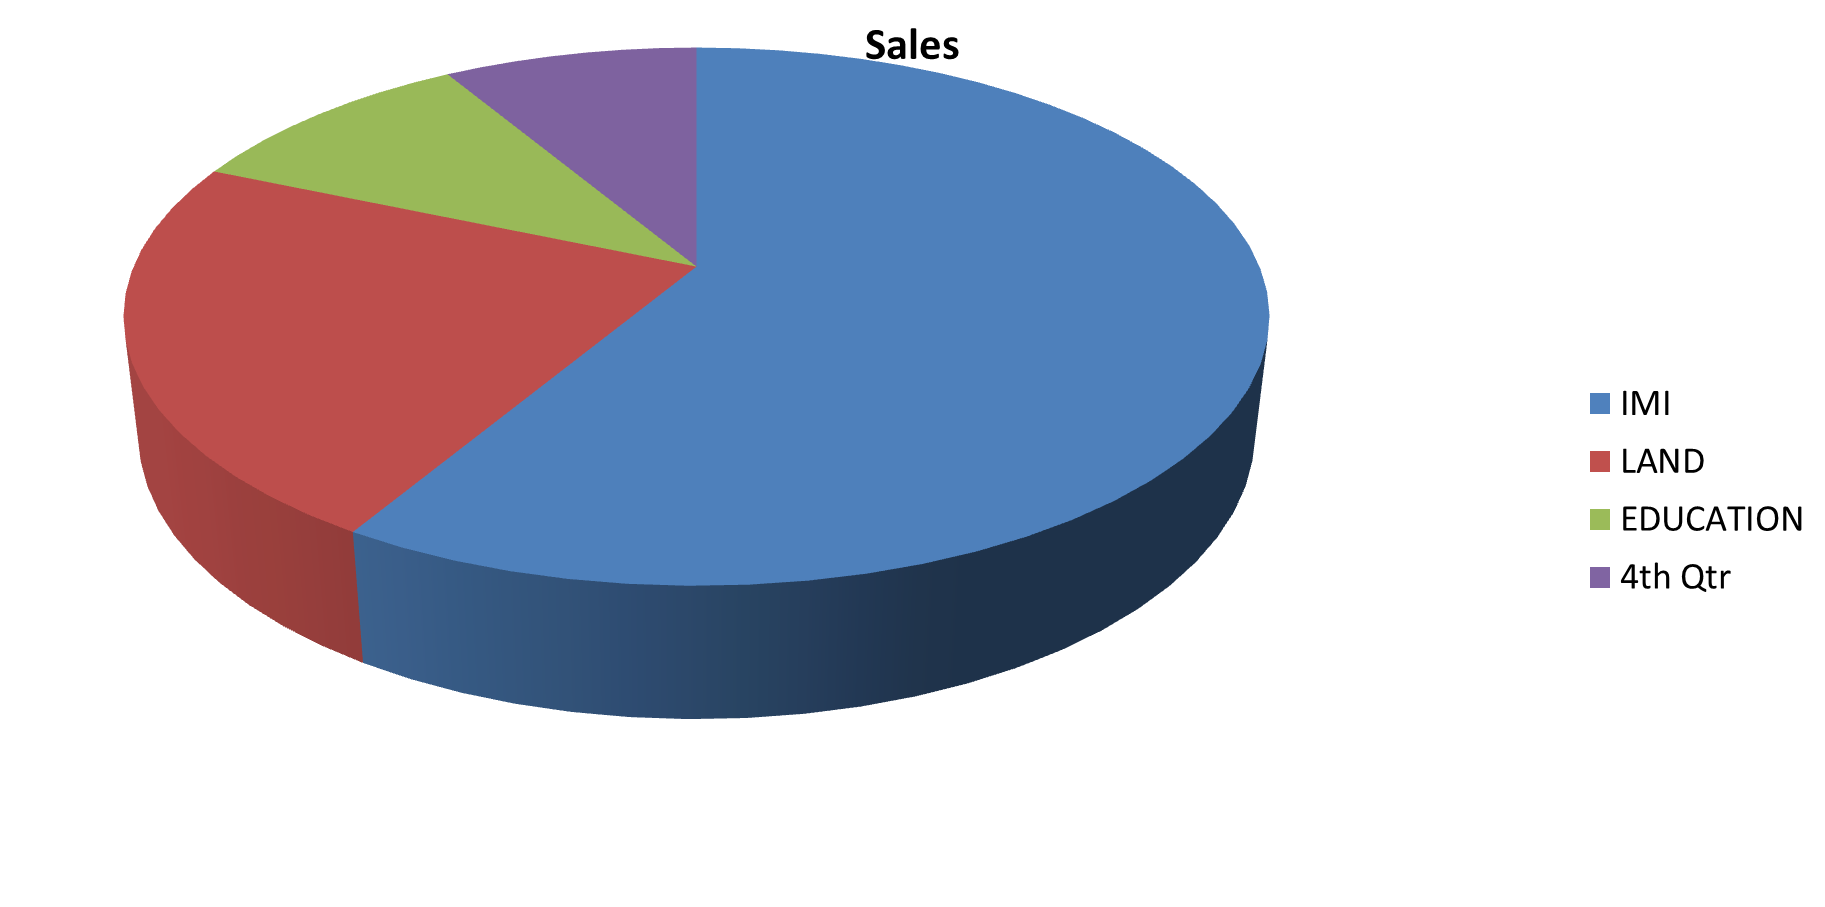 Sales
IMI
LAND
EDUCATION
4th Qtr